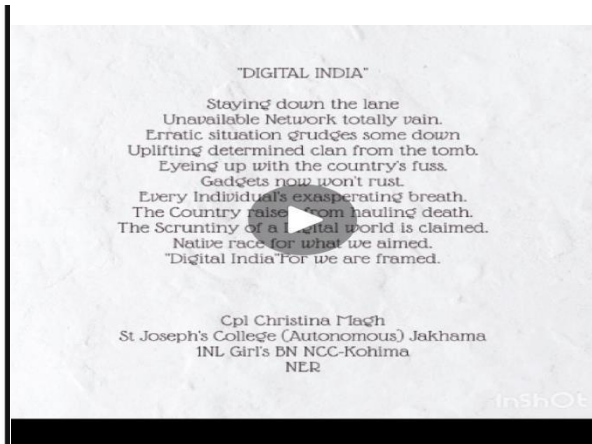 "DIGITAL INDIA"
Staying down the lane
Unavailable Network totally vain.
Erratic situation grudges some down
Uplifting determined clan from the tomb.
Eyeing up with the country's fuss.
Gadgets now won't rust.
Every Individual's exasperating breath.
The Country raises from hauling death.
The Scruntiny of a Digital world is claimed.
Native race for what we aimed.
"Digital India"For we are framed.
Cpl Christina Magh
St Joseph's College (Autonomous) Jakhama
1NL Girl's BN NCC-Kohima
NER
InShOt